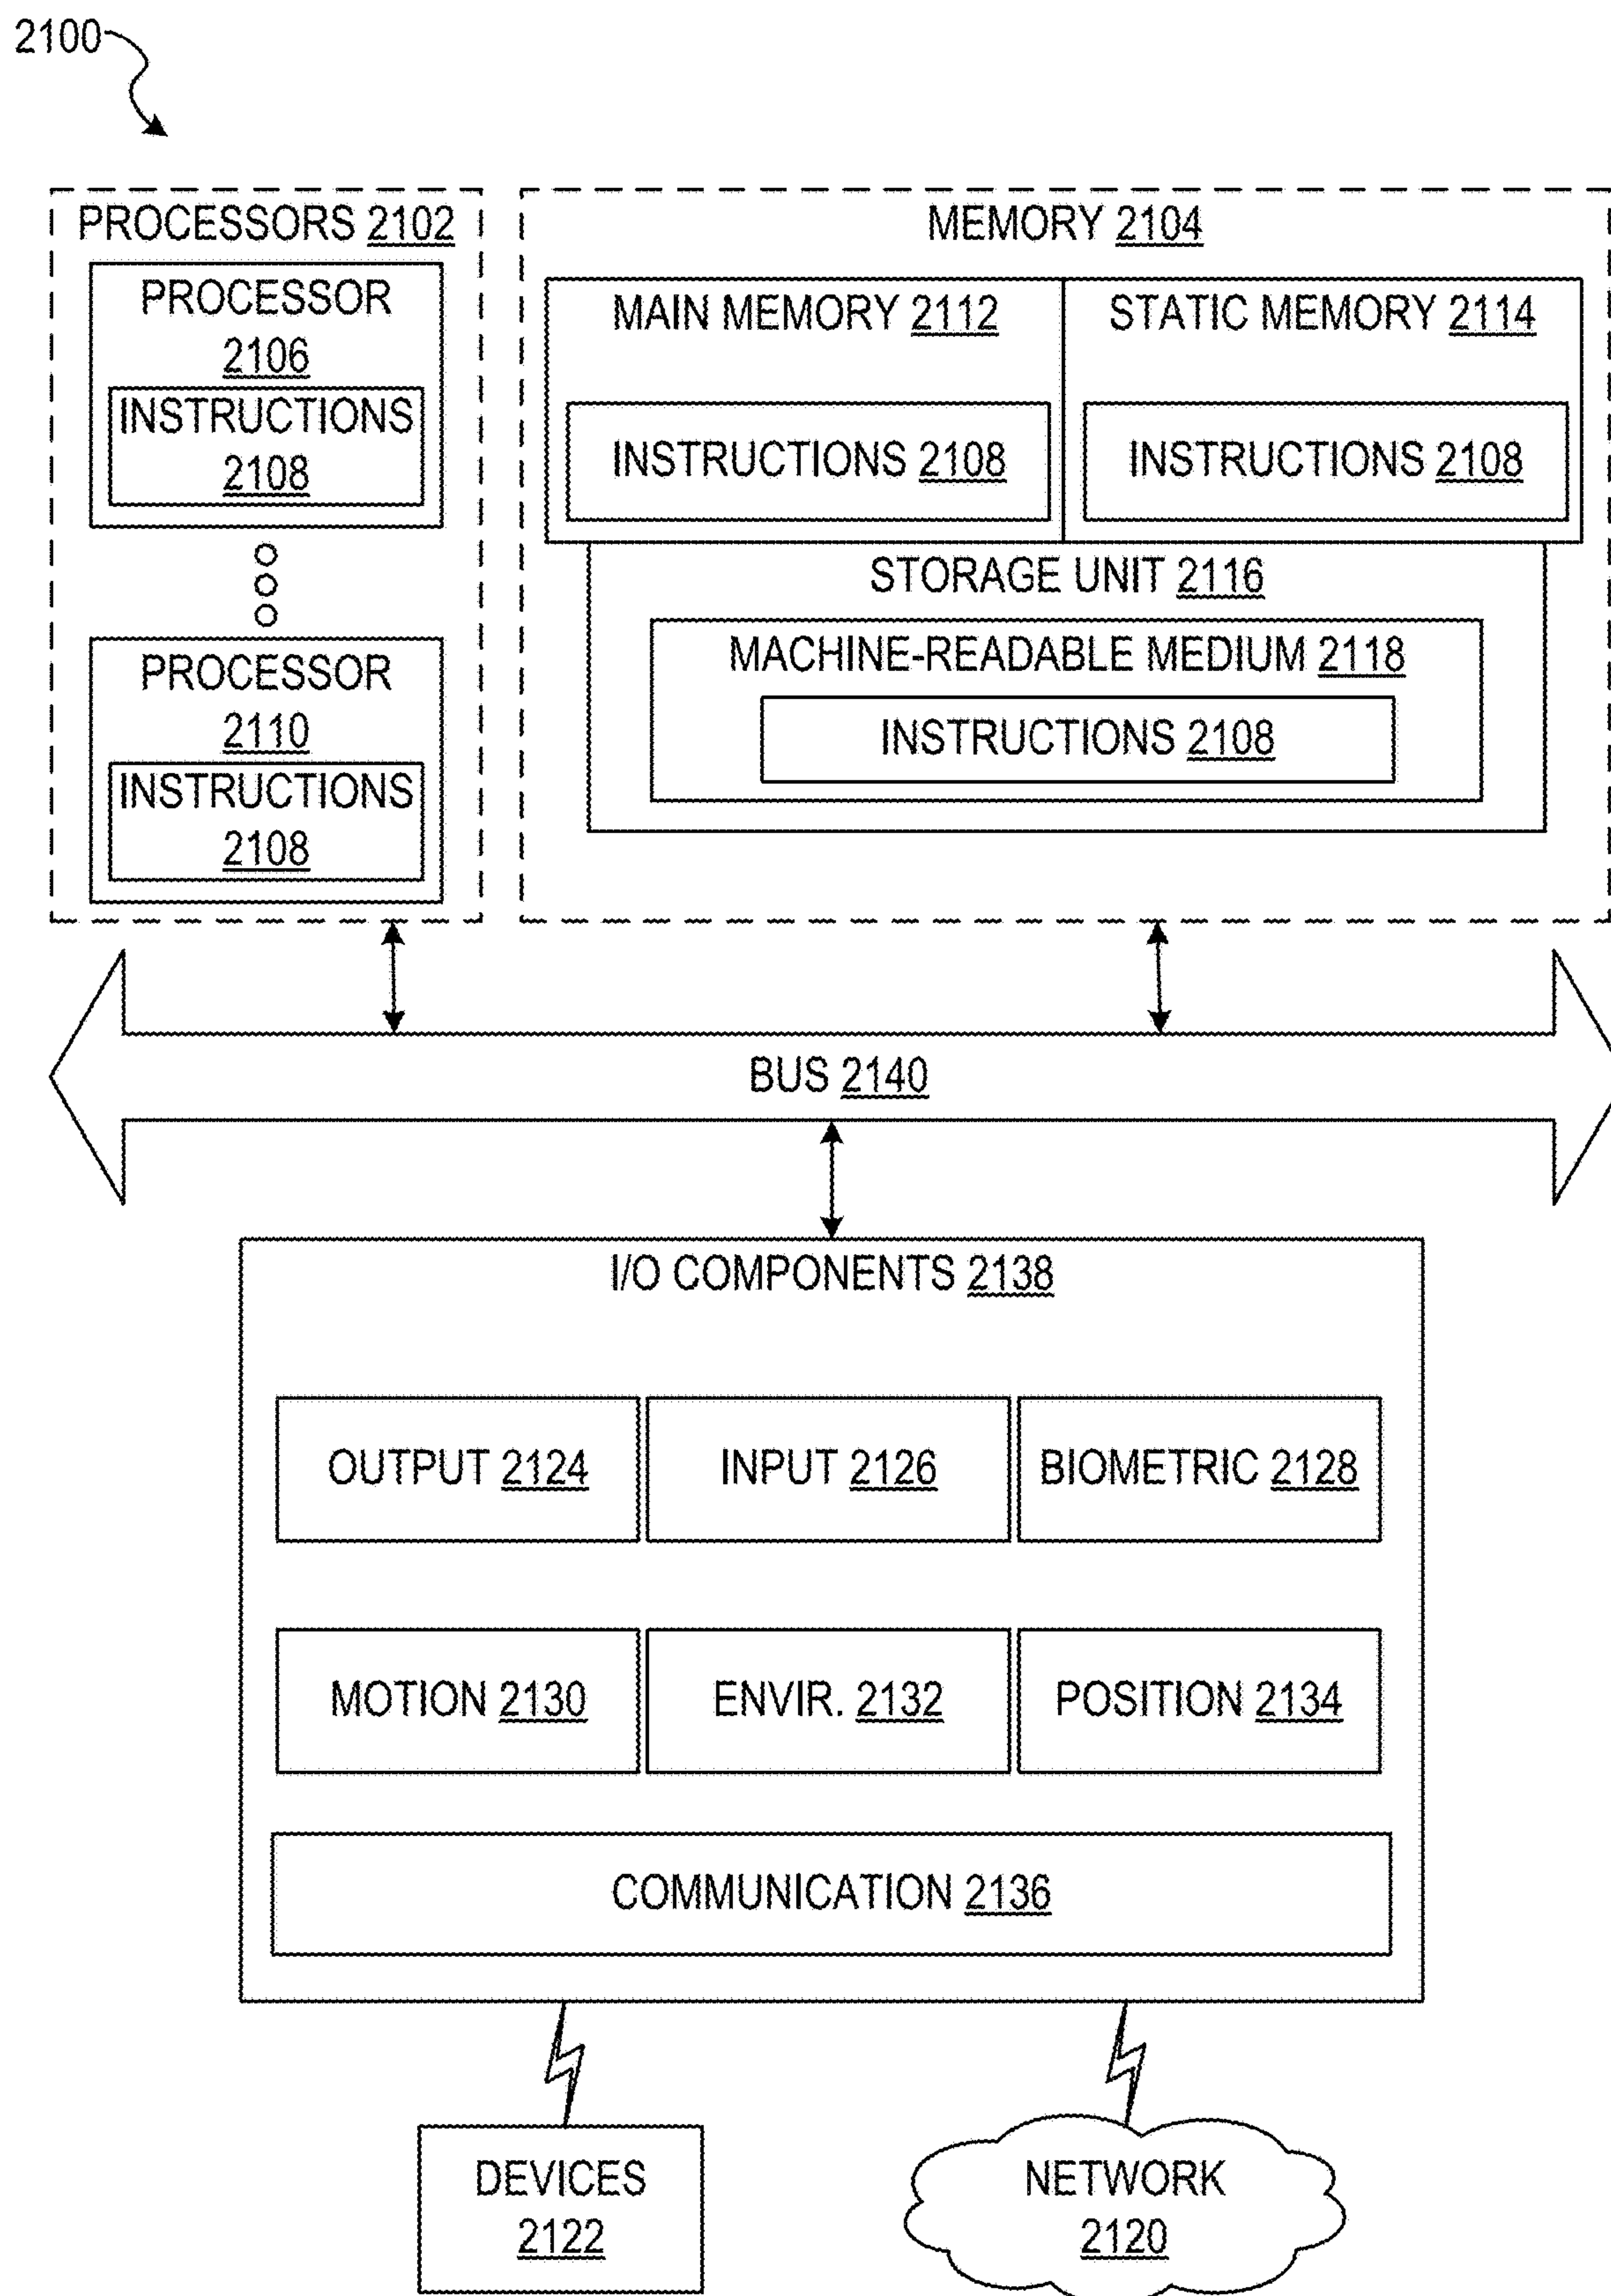 2100
PROCESSORS 2102
PROCESSOR
2106
INSTRUCTIONS
2108
PROCESSOR
2110
INSTRUCTIONS
2108
MEMORY 2104
MAIN MEMORY 2112
INSTRUCTIONS 2108
STATIC MEMORY 2114
INSTRUCTIONS 2108
STORAGE UNIT 2116
MACHINE-READABLE MEDIUM 2118
INSTRUCTIONS 2108
BUS 2140
I/O COMPONENTS 2138
OUTPUT 2124
INPUT 2126
BIOMETRIC 2128
MOTION 2130
ENVIR. 2132
POSITION 2134
COMMUNICATION 2136
DEVICES
2122
NETWORK
2120